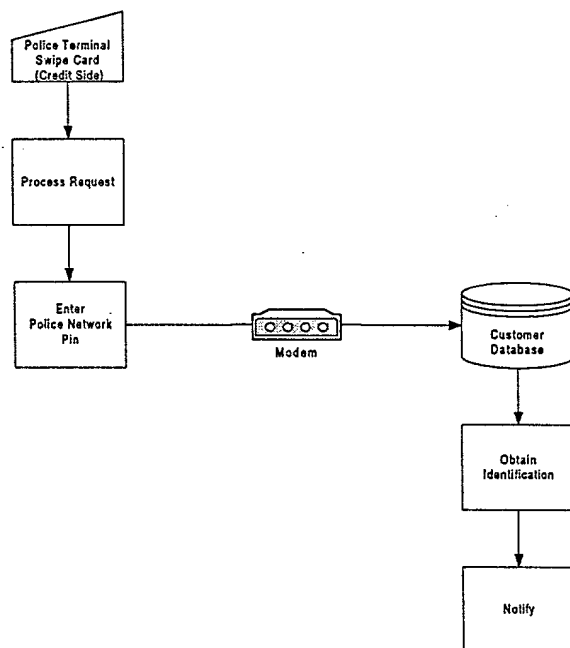 Police Terminal
Swipe Card
(Credit Side)
Process Request
Enter
Police Network
Pin
Modem
Customer
Database
Obtain
Identification
Notify